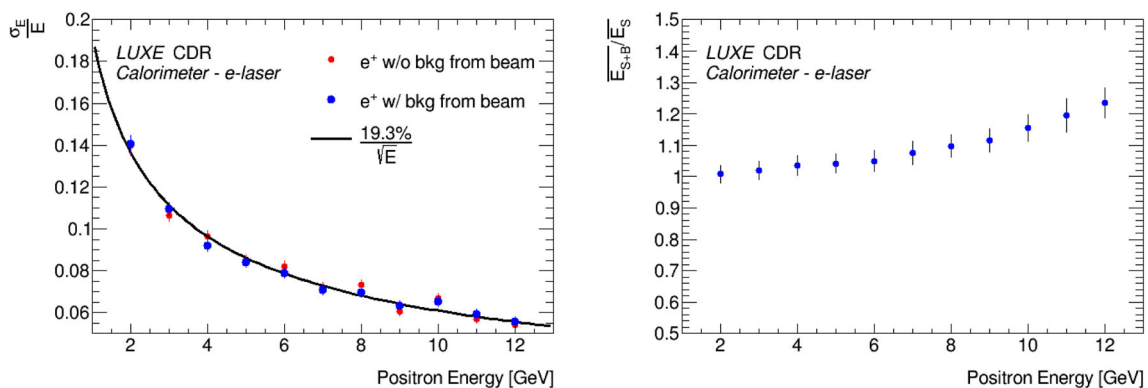 σ_E/E
0.2
0.18
0.16
0.14
0.12
0.1
0.08
0.06
LUXE CDR
Calorimeter - e-laser
e⁺ w/o bkg from beam
e⁺ w/ bkg from beam
19.3%
√E
2 4 6 8 10 12
Positron Energy [GeV]
E_{S+B}/E_S
1.5
1.4
1.3
1.2
1.1
1
0.9
0.8
0.7
0.6
0.5
LUXE CDR
Calorimeter - e-laser
2 4 6 8 10 12
Positron Energy [GeV]